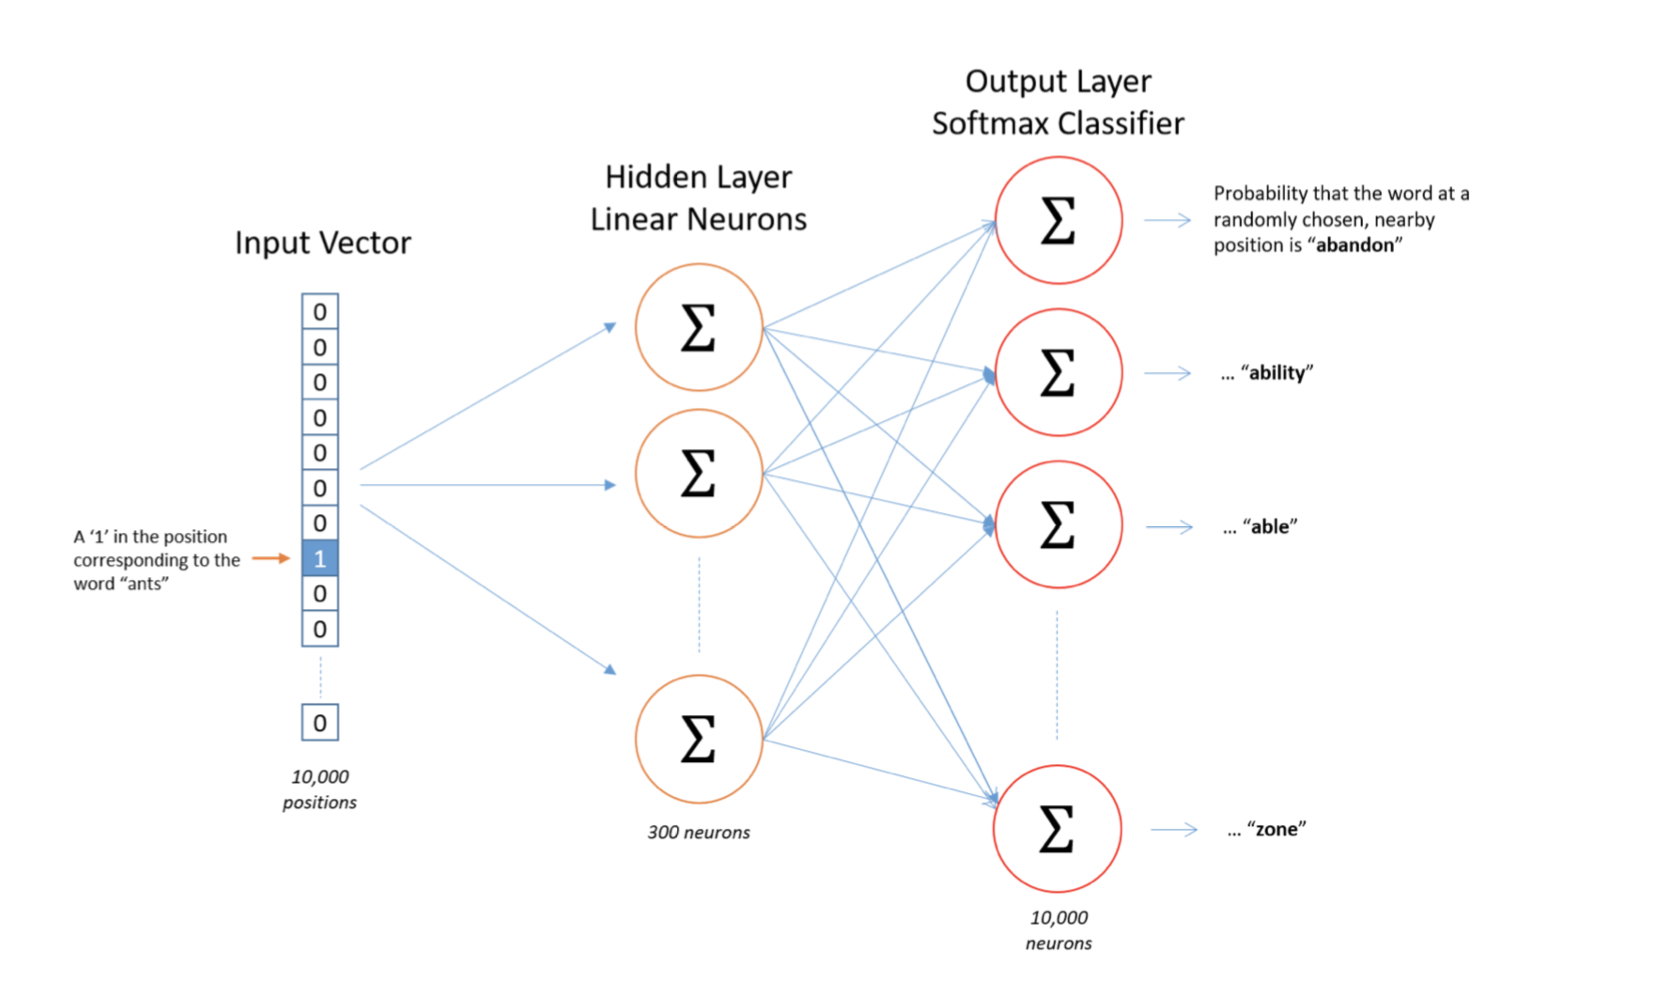 Output Layer
Softmax Classifier
Hidden Layer
Linear Neurons
Input Vector
0
0
0
0
0
0
0
1
0
0
0
A ‘1’ in the position
corresponding to the
word “ants”
10,000
positions
Σ
Σ
Σ
300 neurons
Σ
Σ
Σ
Σ
10,000
neurons
Probability that the word at a
randomly chosen, nearby
position is “abandon”
... “ability”
... “able”
... “zone”